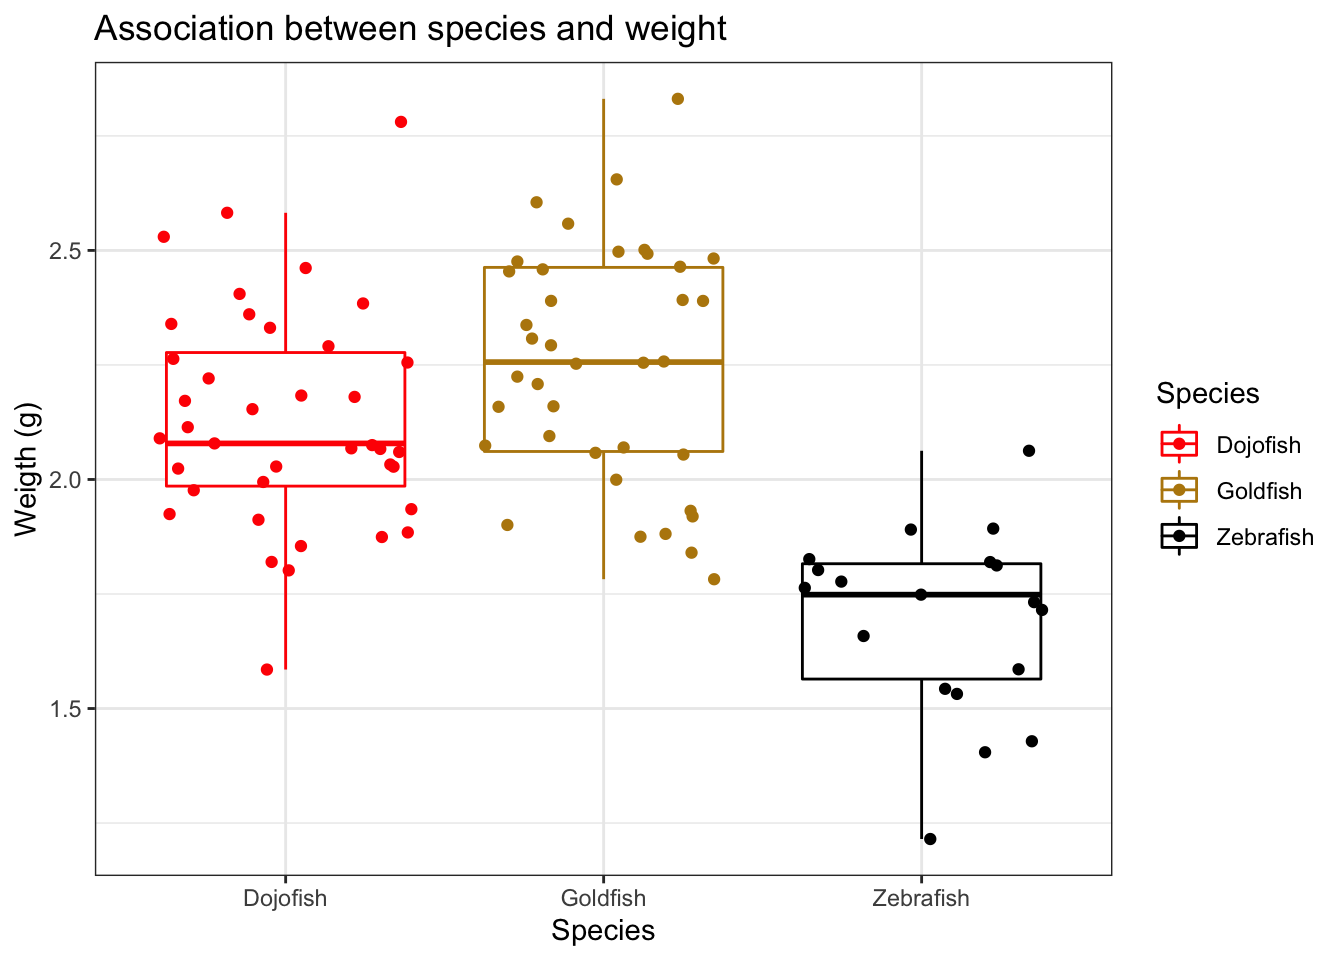 Association between species and weight
Weigth (g)
2.5
2.0
1.5
Dojofish
Goldfish
Zebrafish
Species
Species
Dojofish
Goldfish
Zebrafish